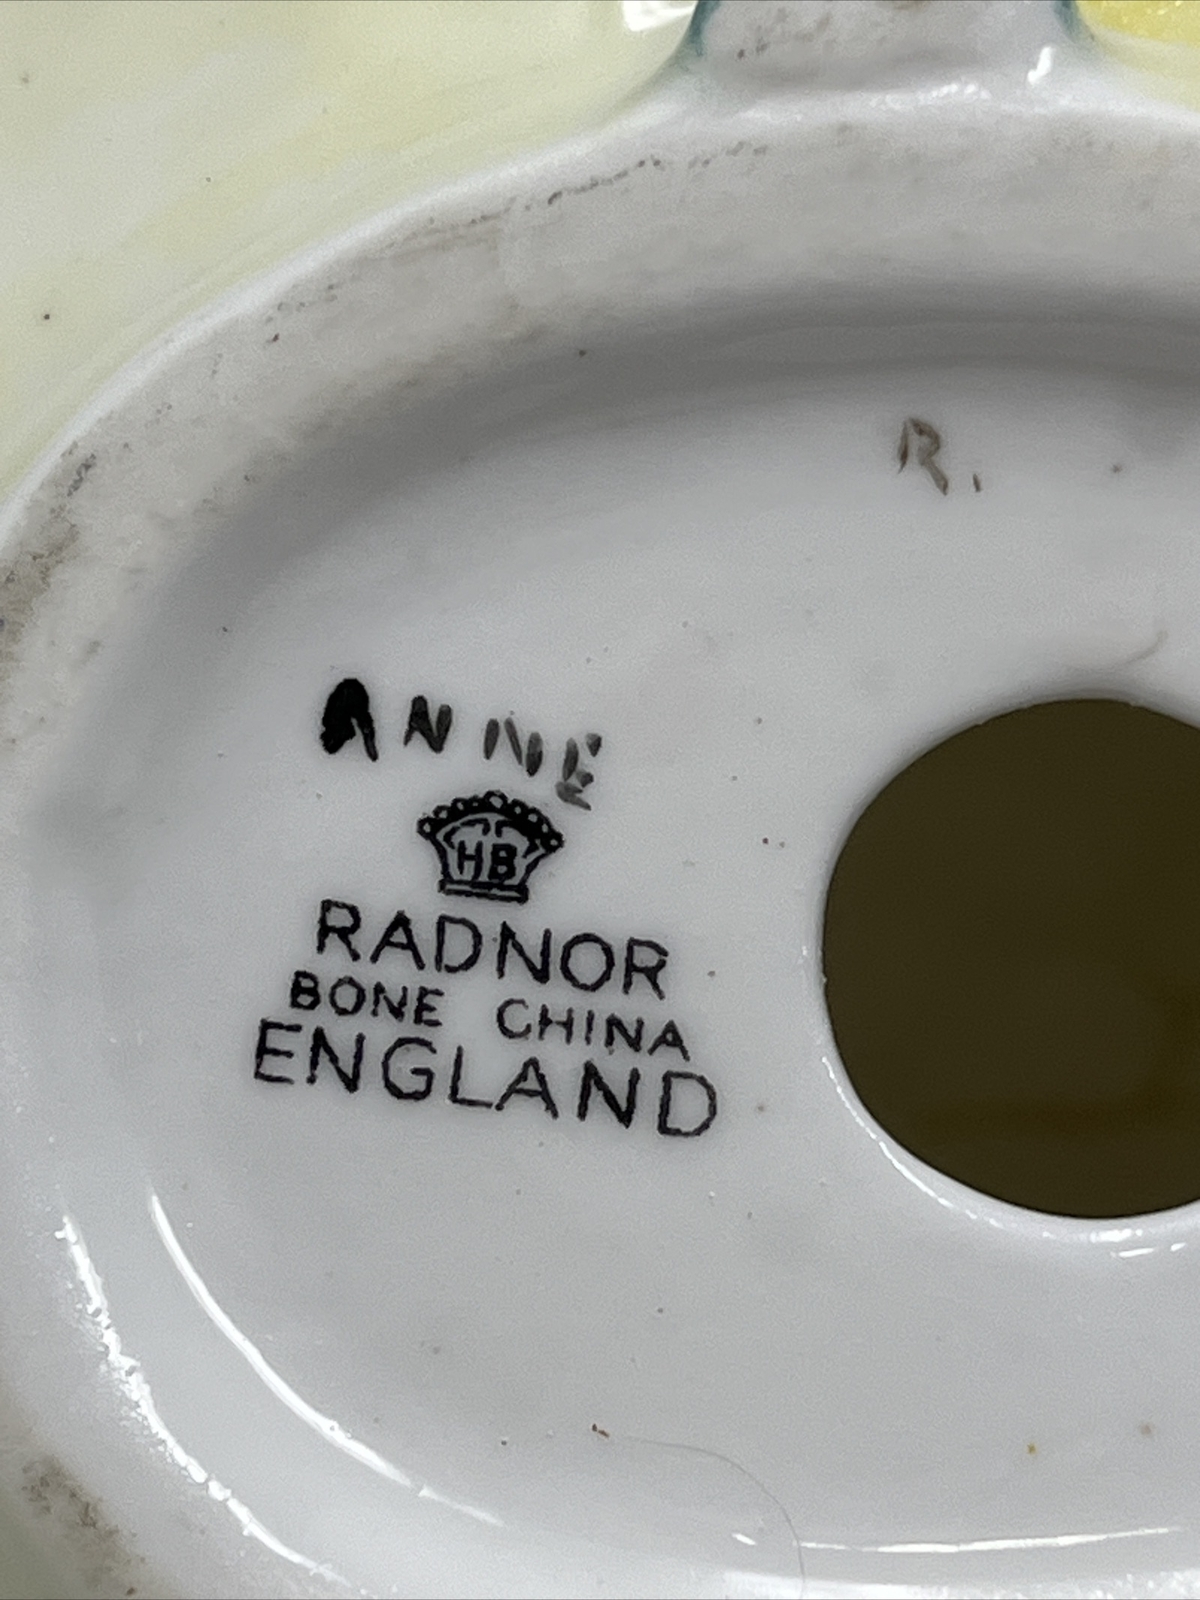 R.
ANNE
HB
RADNOR
BONE CHINA
ENGLAND